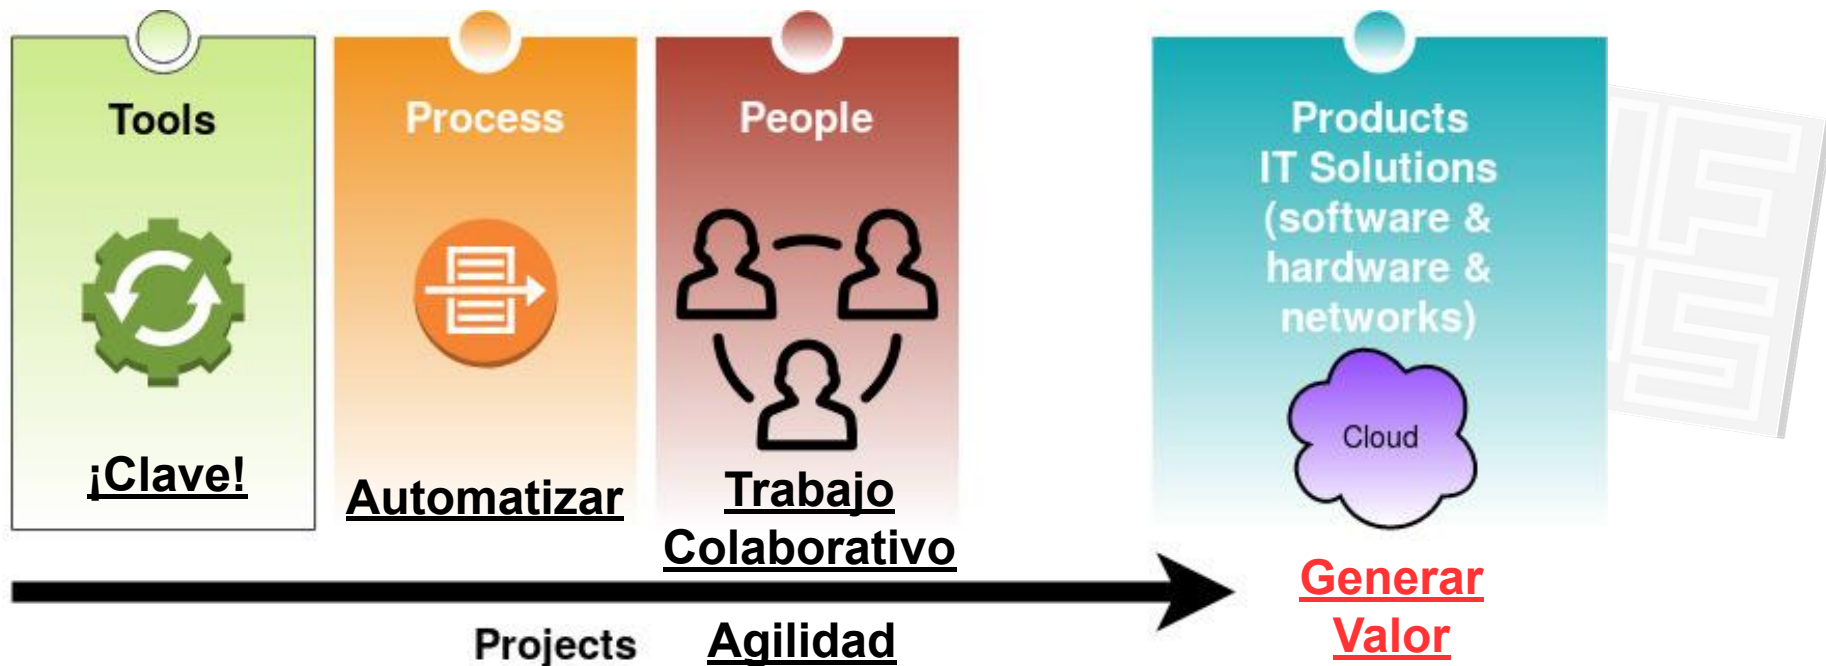 Tools
¡Clave!
Process
Automatizar
People
Trabajo
Colaborativo
Products
IT Solutions
(software &
hardware &
networks)
Cloud
Generar
Valor
Projects
Agilidad